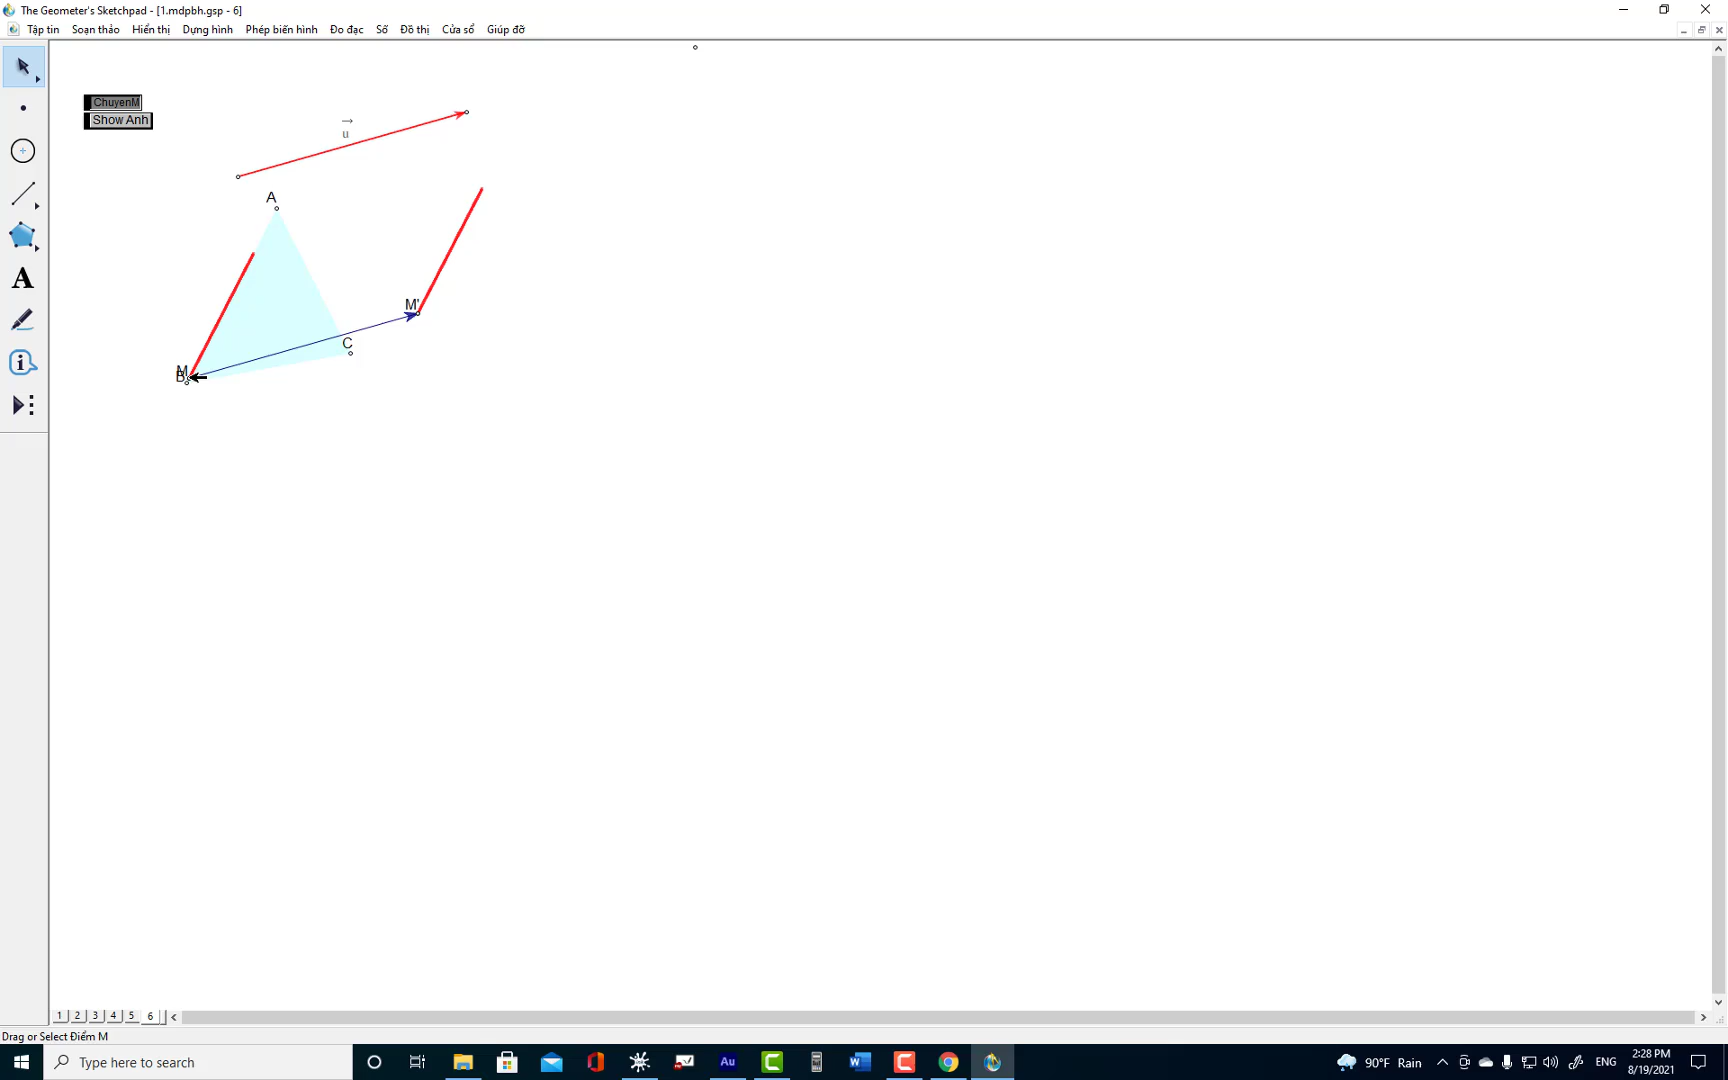 The Geometer's Sketchpad - [1.mdpbh.gsp - 6]
Tập tin Soạn thảo Hiển thị Dựng hình Phép biến hình Đo đạc Số Đồ thị Cửa sổ Giúp đỡ
ChuyenM
Show Anh
u
A
M'
C
M
B
A
1 2 3 4 5 6
Drag or Select Điểm M
Type here to search
Au
90°F Rain
ENG
2:28 PM
8/19/2021